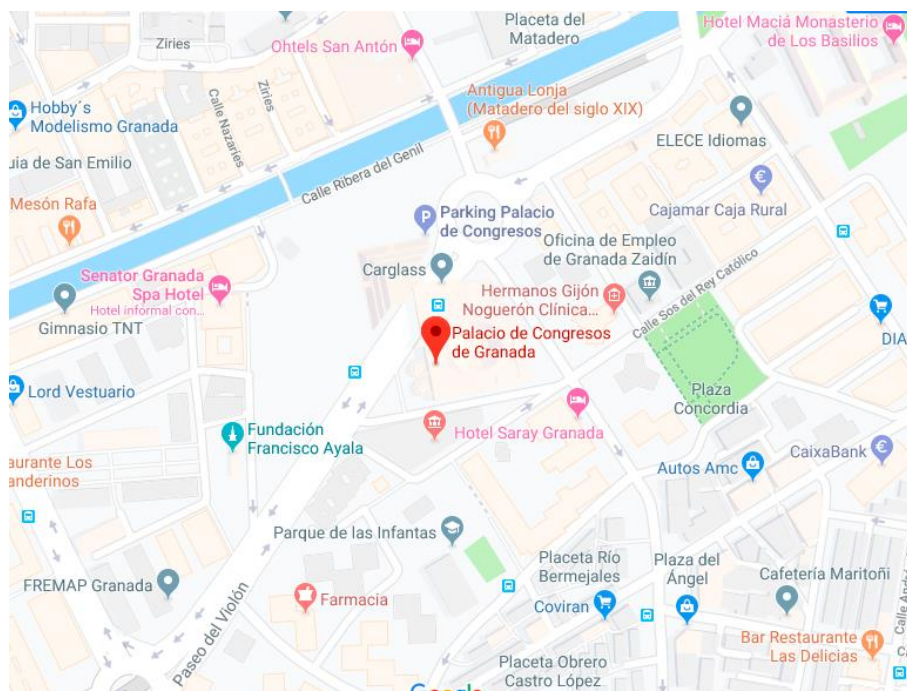 Ziries
Ohtels San Antón
Placeta del
Matadero
Hotel Maciá Monasterio
de Los Basilios
Hobby´s
Modelismo Granada
Calle Nazaríes
Ziries
Antigua Lonja
(Matadero del siglo XIX)
ELECE Idiomas
uia de San Emilio
Calle Ribera del Genil
Mesón Rafa
Parking Palacio
de Congresos
Cajamar Caja Rural
Oficina de Empleo
de Granada Zaidín
Carglass
Senator Granada
Spa Hotel
Hotel informal con...
Hermanos Gijón
Noguerón Clínica...
Calle Sos del Rey Católico
Gimnasio TNT
Palacio de Congresos
de Granada
DIA
Lord Vestuario
Plaza
Concordia
Fundación
Francisco Ayala
Hotel Saray Granada
aurante Los
anderinos
Autos Amc
CaixaBank
Parque de las Infantas
Placeta Río
Bermejales
Plaza del
Ángel
FREMAP Granada
Farmacia
Coviran
Cafetería Maritoñi
Paseo del Violón
Bar Restaurante
Las Delicias
Placeta Obrero
Castro López
Google